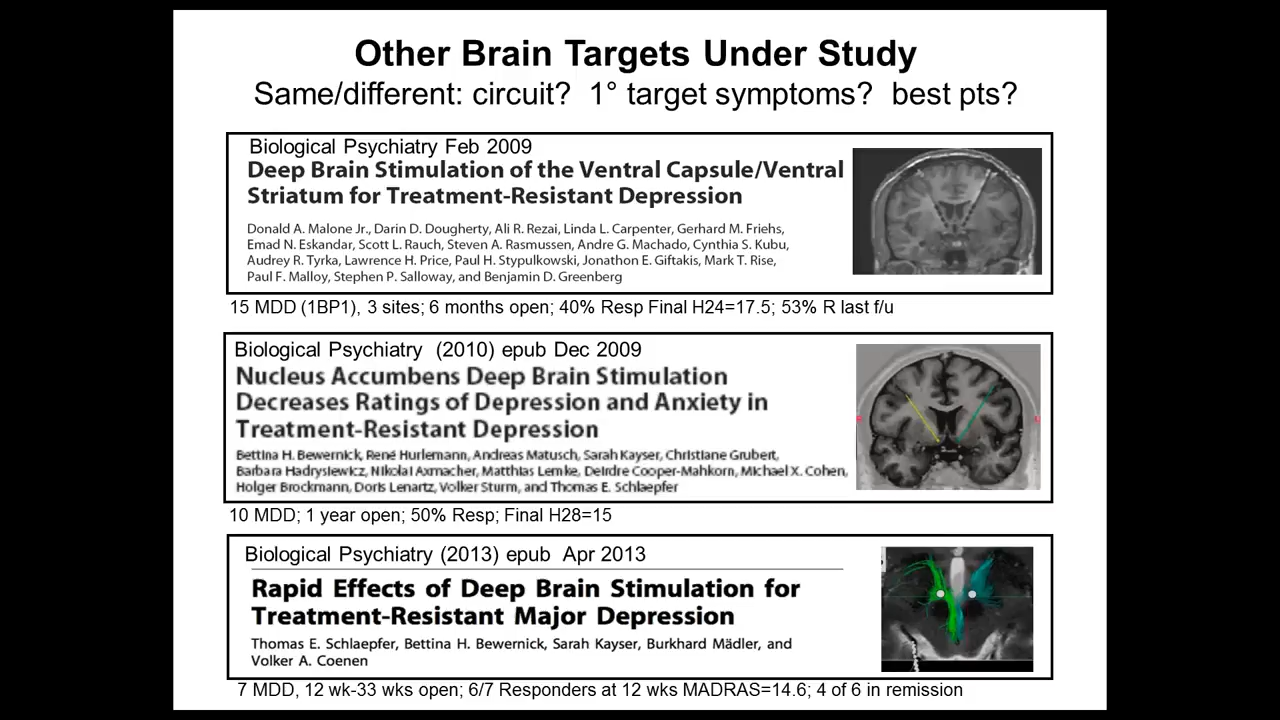 Other Brain Targets Under Study
Same/different: circuit?  1° target symptoms?  best pts?
Biological Psychiatry Feb 2009
Deep Brain Stimulation of the Ventral Capsule/Ventral
Striatum for Treatment-Resistant Depression
Donald A. Malone Jr., Darin D. Dougherty, Ali R. Rezai, Linda L. Carpenter, Gerhard M. Friehs,
Emad N. Eskandar, Scott L. Rauch, Steven A. Rasmussen, Andre G. Machado, Cynthia S. Kubu,
Audrey R. Tyrka, Lawrence H. Price, Paul H. Stypulkowski, Jonathon E. Giftakis, Mark T. Rise,
Paul F. Malloy, Stephen P. Salloway, and Benjamin D. Greenberg
15 MDD (1BP1), 3 sites; 6 months open; 40% Resp Final H24=17.5; 53% R last f/u
Biological Psychiatry  (2010) epub Dec 2009
Nucleus Accumbens Deep Brain Stimulation
Decreases Ratings of Depression and Anxiety in
Treatment-Resistant Depression
Bettina H. Bewernick, René Hurlemann, Andreas Matusch, Sarah Kayser, Christiane Grubert,
Barbara Hadrysiewicz, Nikolai Axmacher, Matthias Lemke, Deirdre Cooper-Mahkorn, Michael X. Cohen,
Holger Brockmann, Doris Lenartz, Volker Sturm, and Thomas E. Schlaepfer
10 MDD; 1 year open; 50% Resp; Final H28=15
Biological Psychiatry (2013) epub  Apr 2013
Rapid Effects of Deep Brain Stimulation for
Treatment-Resistant Major Depression
Thomas E. Schlaepfer, Bettina H. Bewernick, Sarah Kayser, Burkhard Mädler, and
Volker A. Coenen
7 MDD, 12 wk-33 wks open; 6/7 Responders at 12 wks MADRAS=14.6; 4 of 6 in remission